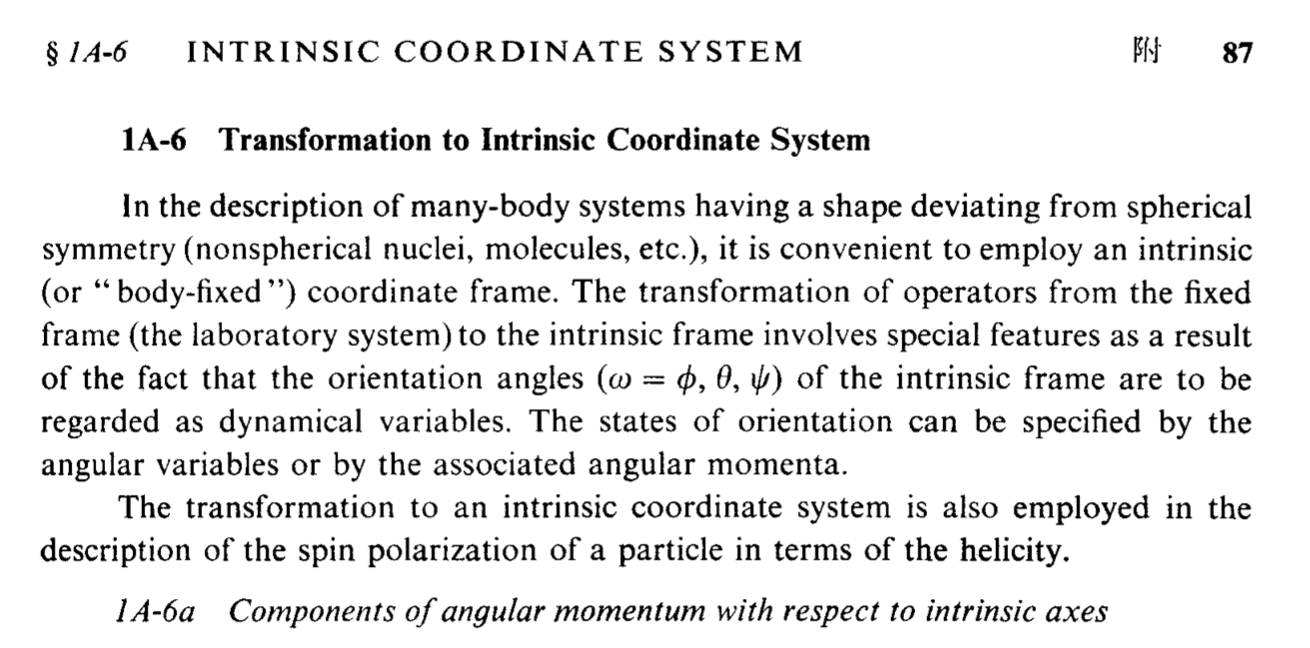 § 1A-6 INTRINSIC COORDINATE SYSTEM 附 87
1A-6 Transformation to Intrinsic Coordinate System
In the description of many-body systems having a shape deviating from spherical
symmetry (nonspherical nuclei, molecules, etc.), it is convenient to employ an intrinsic
(or “body-fixed”) coordinate frame. The transformation of operators from the fixed
frame (the laboratory system) to the intrinsic frame involves special features as a result
of the fact that the orientation angles (ω = ϕ, θ, ψ) of the intrinsic frame are to be
regarded as dynamical variables. The states of orientation can be specified by the
angular variables or by the associated angular momenta.
The transformation to an intrinsic coordinate system is also employed in the
description of the spin polarization of a particle in terms of the helicity.
1A-6a Components of angular momentum with respect to intrinsic axes